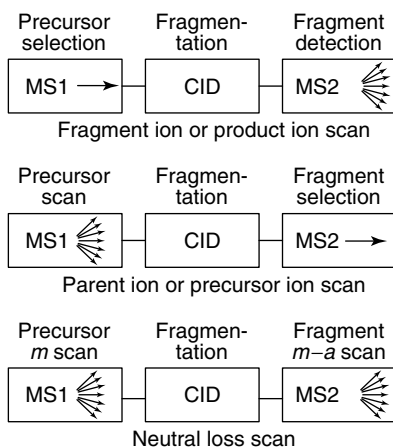 Precursor selection
Fragmen-tation
Fragment detection
MS1
CID
MS2
Fragment ion or product ion scan
Precursor scan
Fragmen-tation
Fragment selection
MS1
CID
MS2
Parent ion or precursor ion scan
Precursor m scan
Fragmen-tation
Fragment m–a scan
MS1
CID
MS2
Neutral loss scan